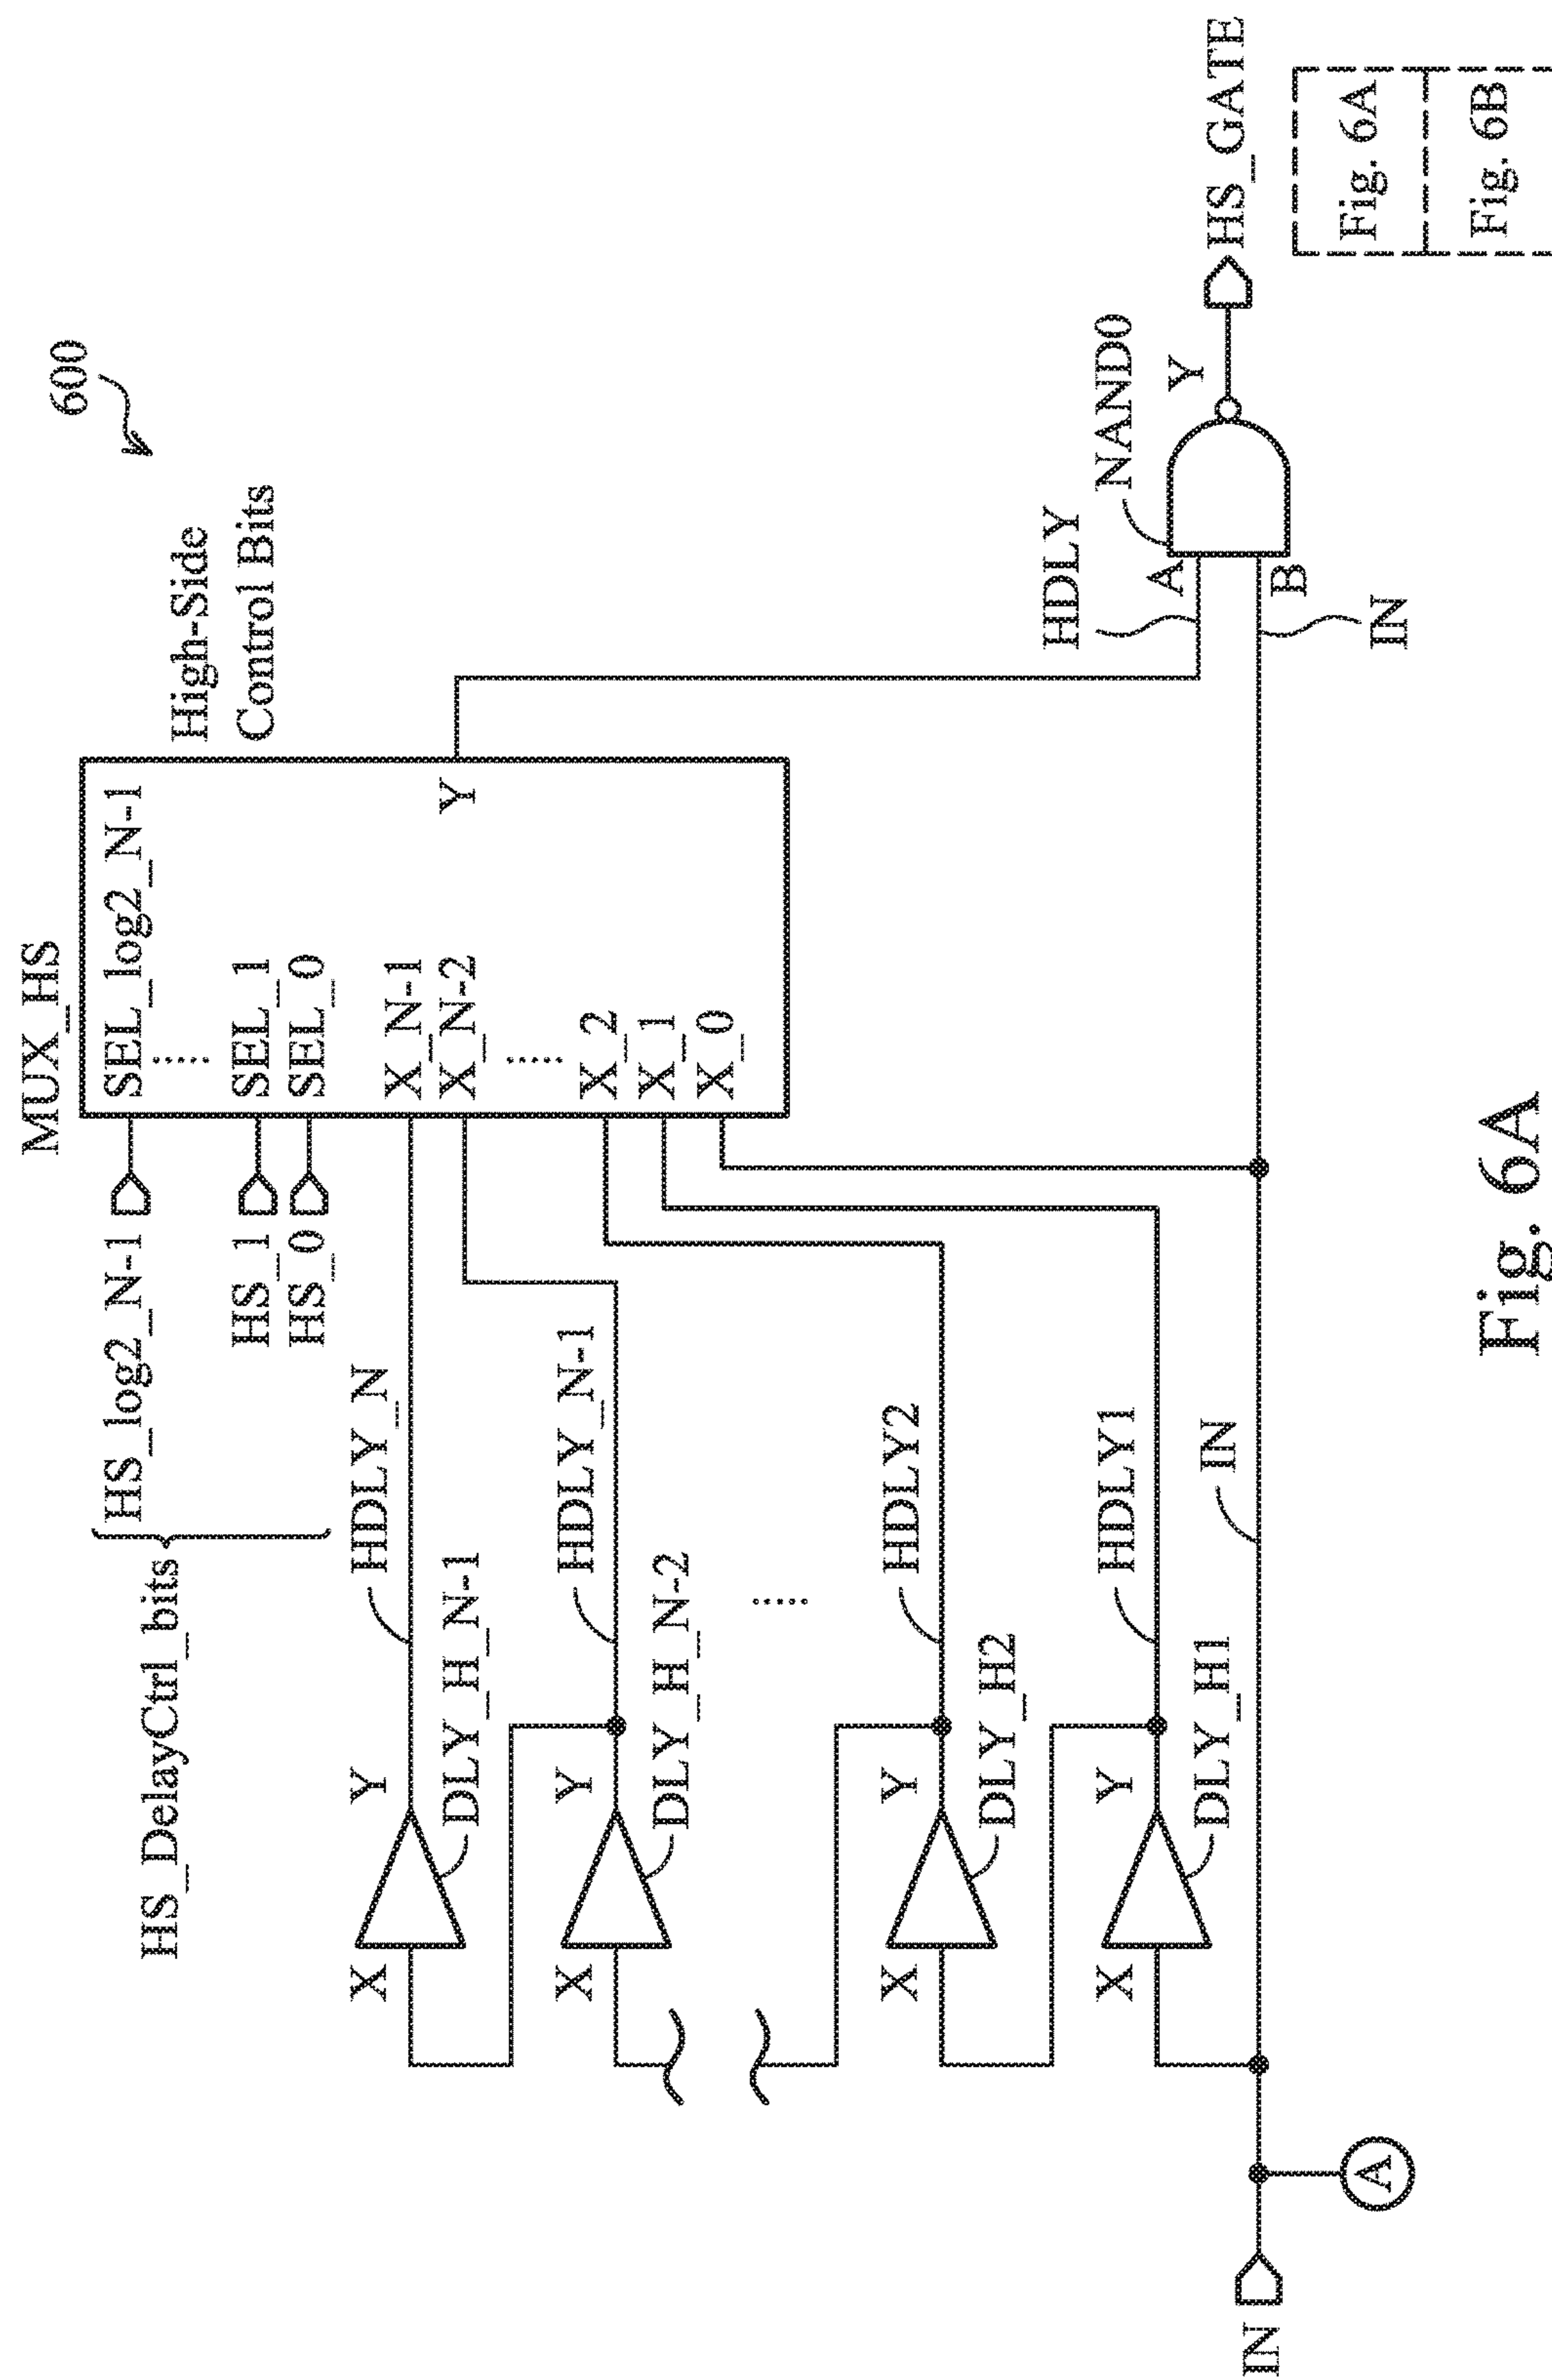 600
MUX_HS
High-Side
Control Bits
HS_DelayCtrl_bits
HS_log2_N-1
HS_1
HS_0
SEL_log2_N-1
SEL_1
SEL_0
X_N-1
X_N-2
X_2
X_1
X_0
Y
X
Y
HDLY_N
DLY_H_N-1
X
Y
HDLY_N-1
DLY_H_N-2
X
Y
HDLY2
DLY_H2
X
Y
HDLY1
DLY_H1
IN
IN
A
HDLY
A
B
IN
NAND0
Y
HS_GATE
Fig. 6A
Fig. 6B
Fig. 6A